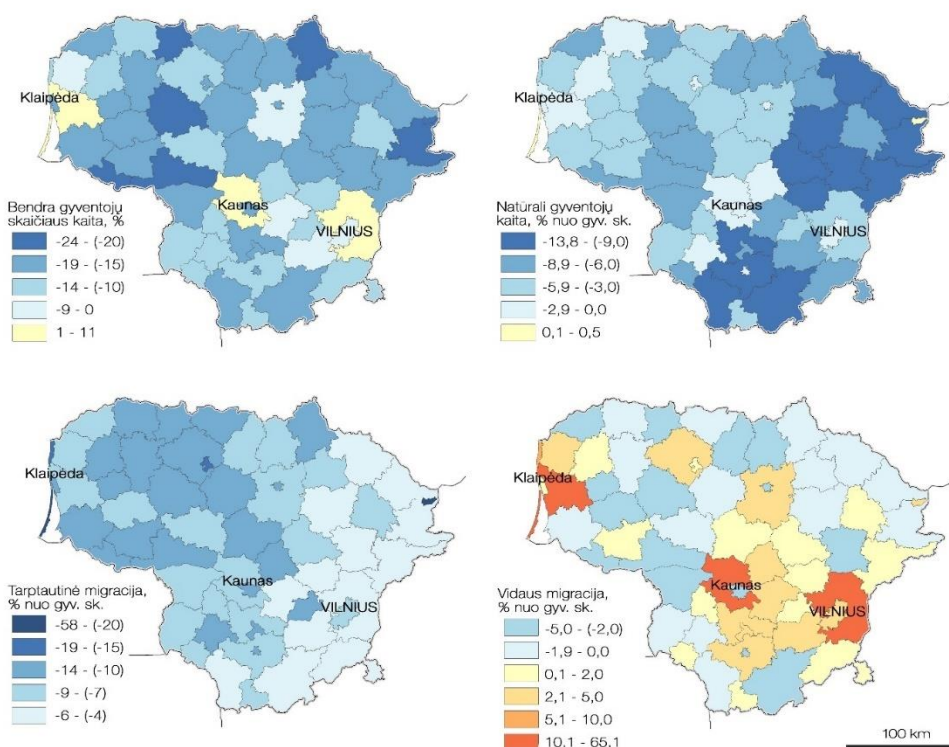 Klaipėda
Kaunas
VILNIUS
Bendra gyventojų
skaičiaus kaita, %
-24 - (-20)
-19 - (-15)
-14 - (-10)
-9 - 0
1 - 11
Klaipėda
Kaunas
VILNIUS
Natūrali gyventojų
kaita, % nuo gyv. sk.
-13,8 - (-9,0)
-8,9 - (-6,0)
-5,9 - (-3,0)
-2,9 - 0,0
0,1 - 0,5
Klaipėda
Kaunas
VILNIUS
Tarptautinė migracija,
% nuo gyv. sk.
-58 - (-20)
-19 - (-15)
-14 - (-10)
-9 - (-7)
-6 - (-4)
Klaipėda
Kaunas
VILNIUS
Vidaus migracija,
% nuo gyv. sk.
-5,0 - (-2,0)
-1,9 - 0,0
0,1 - 2,0
2,1 - 5,0
5,1 - 10,0
10,1 - 65,1
100 km